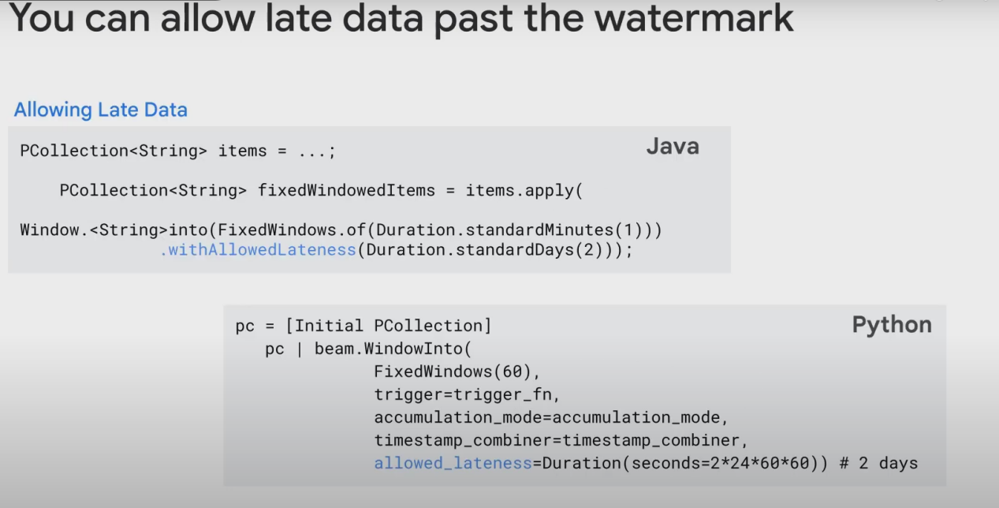 You can allow late data past the watermark
Allowing Late Data
Java
PCollection<String> items = ...;
PCollection<String> fixedWindowedItems = items.apply(
Window.<String>into(FixedWindows.of(Duration.standardMinutes(1)))
.withAllowedLateness(Duration.standardDays(2)));
Python
pc = [Initial PCollection]
pc | beam.WindowInto(
FixedWindows(60),
trigger=trigger_fn,
accumulation_mode=accumulation_mode,
timestamp_combiner=timestamp_combiner,
allowed_lateness=Duration(seconds=2*24*60*60)) # 2 days